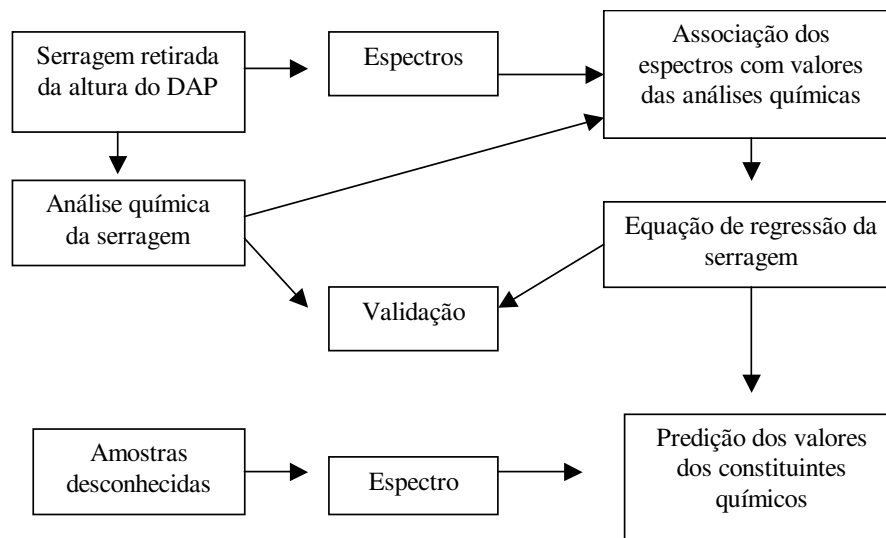 Serragem retirada
da altura do DAP
Espectros
Associação dos
espectros com valores
das análises químicas
Análise química
da serragem
Equação de regressão da
serragem
Validação
Amostras
desconhecidas
Espectro
Predição dos valores
dos constituintes
químicos